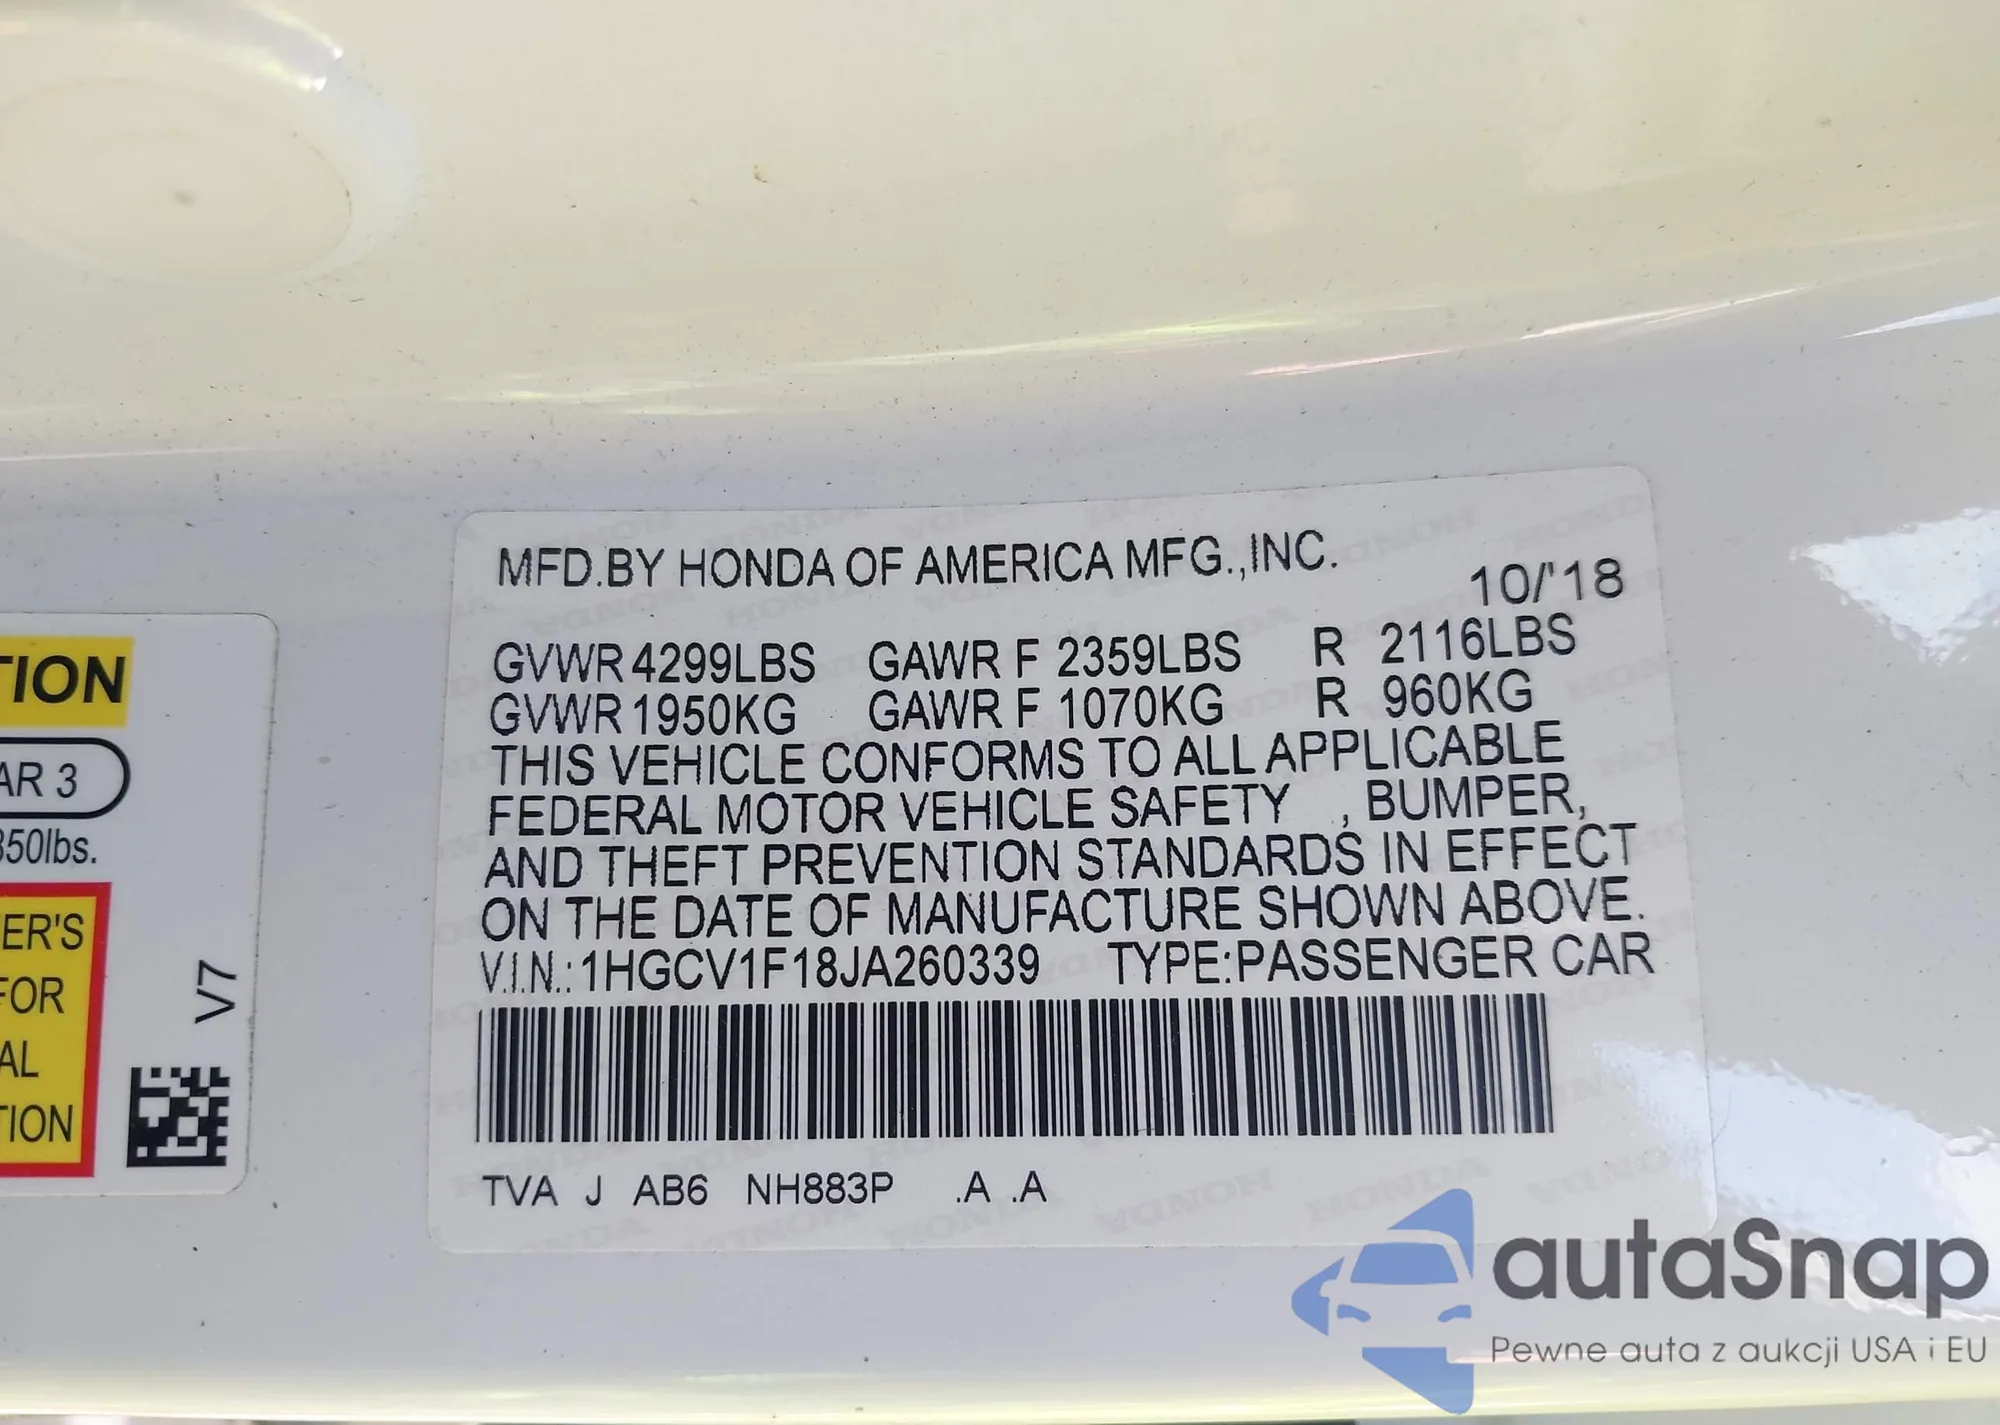 MFD.BY HONDA OF AMERICA MFG.,INC.
10/'18
GVWR 4299LBS GAWR F 2359LBS R 2116LBS
GVWR 1950KG GAWR F 1070KG R 960KG
THIS VEHICLE CONFORMS TO ALL APPLICABLE
FEDERAL MOTOR VEHICLE SAFETY , BUMPER,
AND THEFT PREVENTION STANDARDS IN EFFECT
ON THE DATE OF MANUFACTURE SHOWN ABOVE.
V.I.N.: 1HGCV1F18JA260339 TYPE:PASSENGER CAR
TVA J AB6 NH883P .A .A
TION
AR 3
350lbs.
ER'S
FOR
AL
TION
V7
autaSnap
Pewne auta z aukcji USA i EU